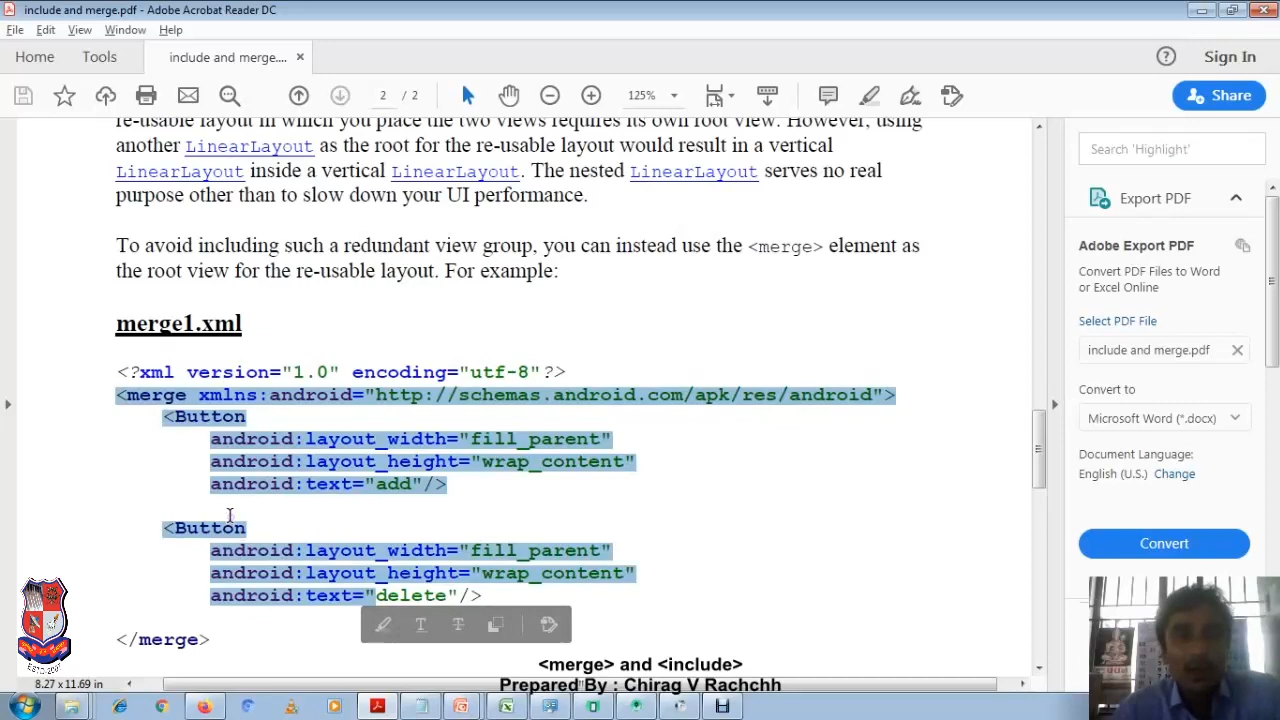 include and merge.pdf - Adobe Acrobat Reader DC
File Edit View Window Help
Home Tools include and merge.... × Sign In
2 / 2 125% Share
re-usable layout in which you place the two views requires its own root view. However, using
another LinearLayout as the root for the re-usable layout would result in a vertical
LinearLayout inside a vertical LinearLayout. The nested LinearLayout serves no real
purpose other than to slow down your UI performance.
To avoid including such a redundant view group, you can instead use the <merge> element as
the root view for the re-usable layout. For example:
merge1.xml
<?xml version="1.0" encoding="utf-8"?>
<merge xmlns:android="http://schemas.android.com/apk/res/android">
<Button
android:layout_width="fill_parent"
android:layout_height="wrap_content"
android:text="add"/>
<Button
android:layout_width="fill_parent"
android:layout_height="wrap_content"
android:text="delete"/>
</merge>
Search 'Highlight'
Export PDF
Adobe Export PDF
Convert PDF Files to Word
or Excel Online
Select PDF File
include and merge.pdf
Convert to
Microsoft Word (*.docx)
Document Language:
English (U.S.) Change
Convert
<merge> and <include>
Prepared By : Chirag V Rachchh
8.27 x 11.69 in